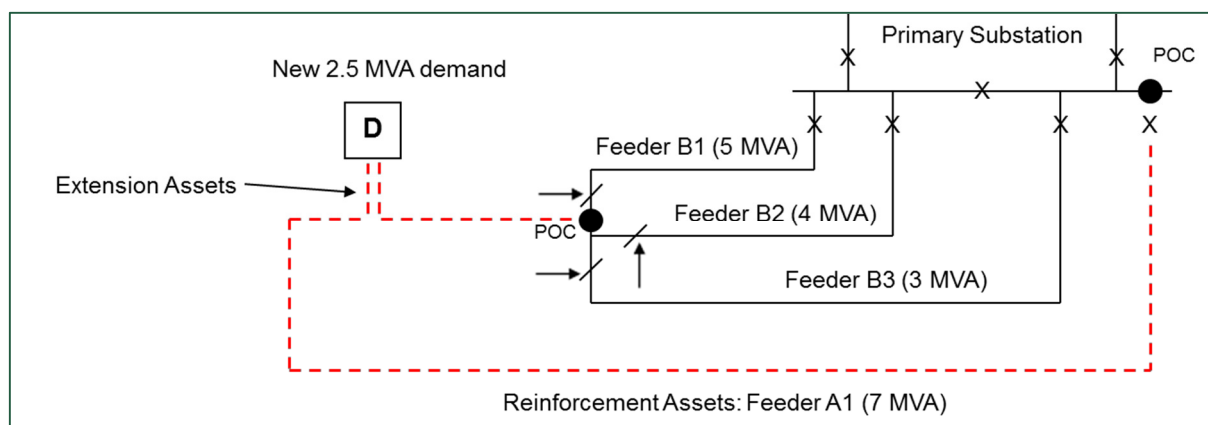 Primary Substation
POC
New 2.5 MVA demand
D
X
X
X
X
X
X
X
Feeder B1 (5 MVA)
Extension Assets
Feeder B2 (4 MVA)
POC
Feeder B3 (3 MVA)
Reinforcement Assets: Feeder A1 (7 MVA)